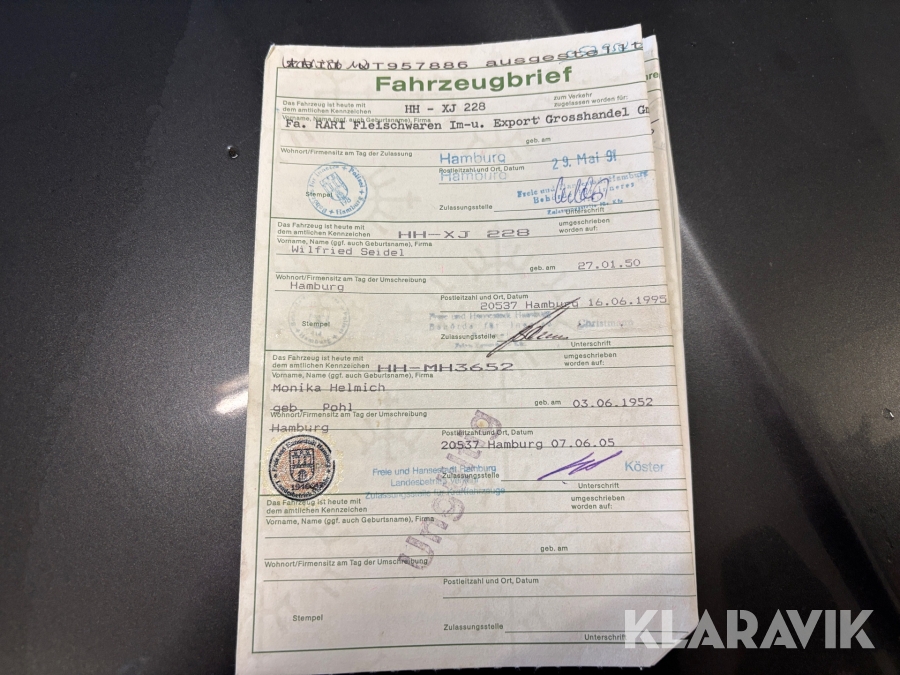 WT957886 ausgestellt
Fahrzeugbrief
Das Fahrzeug ist heute mit
dem amtlichen Kennzeichen
HH - XJ 228
zum Verkehr
zugelassen worden für:
Vorname, Name (ggf. auch Geburtsname), Firma
Fa. RARI Fleischwaren Im-u. Export Grosshandel Gm
geb. am
Wohnort/Firmensitz am Tag der Zulassung
Hamburg
29. Mai 91
Postleitzahl und Ort, Datum
Hamburg
Stempel
Freie und Hansestadt Hamburg
Zulassungsstelle
Unterschrift
Das Fahrzeug ist heute mit
dem amtlichen Kennzeichen
HH-XJ 228
umgeschrieben
worden auf:
Vorname, Name (ggf. auch Geburtsname), Firma
Wilfried Seidel
geb. am
27.01.50
Wohnort/Firmensitz am Tag der Umschreibung
Hamburg
Postleitzahl und Ort, Datum
20537 Hamburg 16.06.1995
Stempel
Zulassungsstelle
Unterschrift
Das Fahrzeug ist heute mit
dem amtlichen Kennzeichen
HH-MH3652
umgeschrieben
worden auf:
Vorname, Name (ggf. auch Geburtsname), Firma
Monika Helmich
geb. Pohl
geb. am
03.06.1952
Wohnort/Firmensitz am Tag der Umschreibung
Hamburg
Postleitzahl und Ort, Datum
20537 Hamburg 07.06.05
Freie und Hansestadt Hamburg
Landesbetrieb Verkehr
Zulassungsstelle
Köster
Unterschrift
Ungültig
Das Fahrzeug ist heute mit
dem amtlichen Kennzeichen
umgeschrieben
worden auf:
Vorname, Name (ggf. auch Geburtsname), Firma
geb. am
Wohnort/Firmensitz am Tag der Umschreibung
Postleitzahl und Ort, Datum
Stempel
Zulassungsstelle
Unterschrift
KLARAVIK